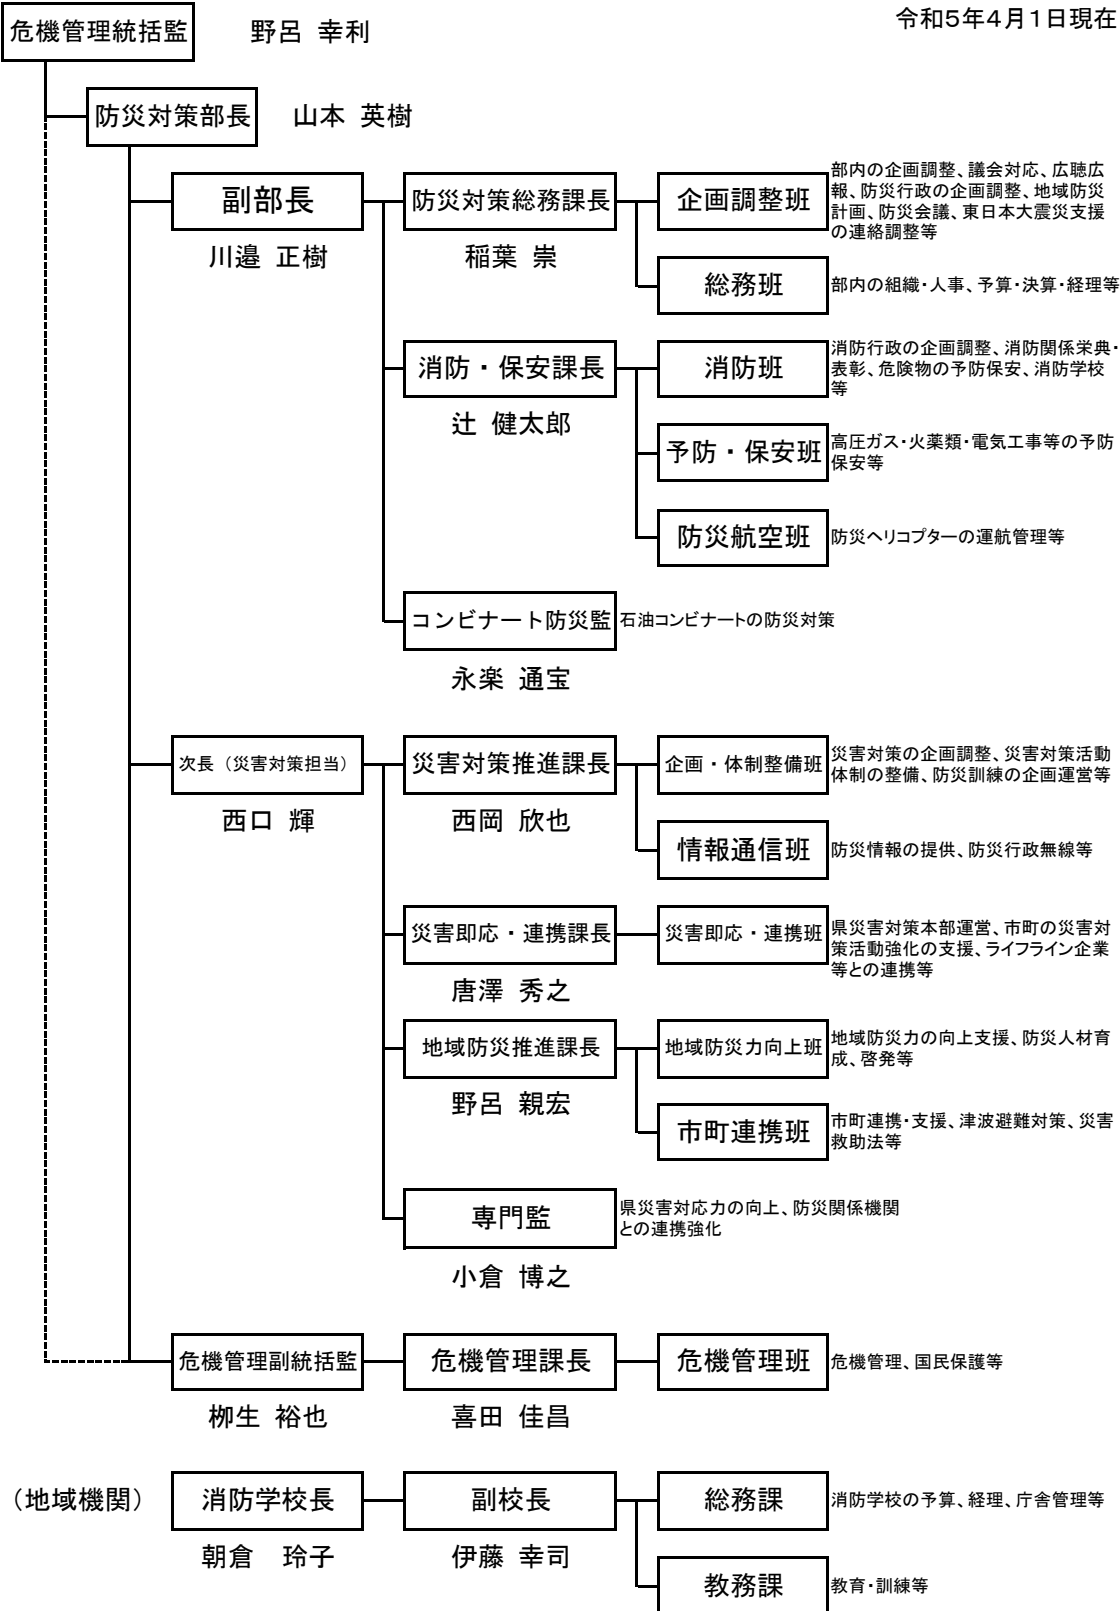 危機管理統括監
野呂 幸利
令和5年4月1日現在
防災対策部長
山本 英樹
副部長
川邉 正樹
防災対策総務課長
稲葉 崇
企画調整班
部内の企画調整、議会対応、広聴広
報、防災行政の企画調整、地域防災
計画、防災会議、東日本大震災支援
の連絡調整等
総務班
部内の組織・人事、予算・決算・経理等
消防・保安課長
辻 健太郎
消防班
消防行政の企画調整、消防関係栄典・
表彰、危険物の予防保安、消防学校
等
予防・保安班
高圧ガス・火薬類・電気工事等の予防
保安等
防災航空班
防災ヘリコプターの運航管理等
コンビナート防災監
石油コンビナートの防災対策
永楽 通宝
次長（災害対策担当）
西口 輝
災害対策推進課長
西岡 欣也
企画・体制整備班
災害対策の企画調整、災害対策活動
体制の整備、防災訓練の企画運営等
情報通信班
防災情報の提供、防災行政無線等
災害即応・連携課長
唐澤 秀之
災害即応・連携班
県災害対策本部運営、市町の災害対
策活動強化の支援、ライフライン企業
等との連携等
地域防災推進課長
野呂 親宏
地域防災力向上班
地域防災力の向上支援、防災人材育
成、啓発等
市町連携班
市町連携・支援、津波避難対策、災害
救助法等
専門監
県災害対応力の向上、防災関係機関
との連携強化
小倉 博之
危機管理副統括監
栁生 裕也
危機管理課長
喜田 佳昌
危機管理班
危機管理、国民保護等
（地域機関）
消防学校長
朝倉　玲子
副校長
伊藤 幸司
総務課
消防学校の予算、経理、庁舎管理等
教務課
教育・訓練等